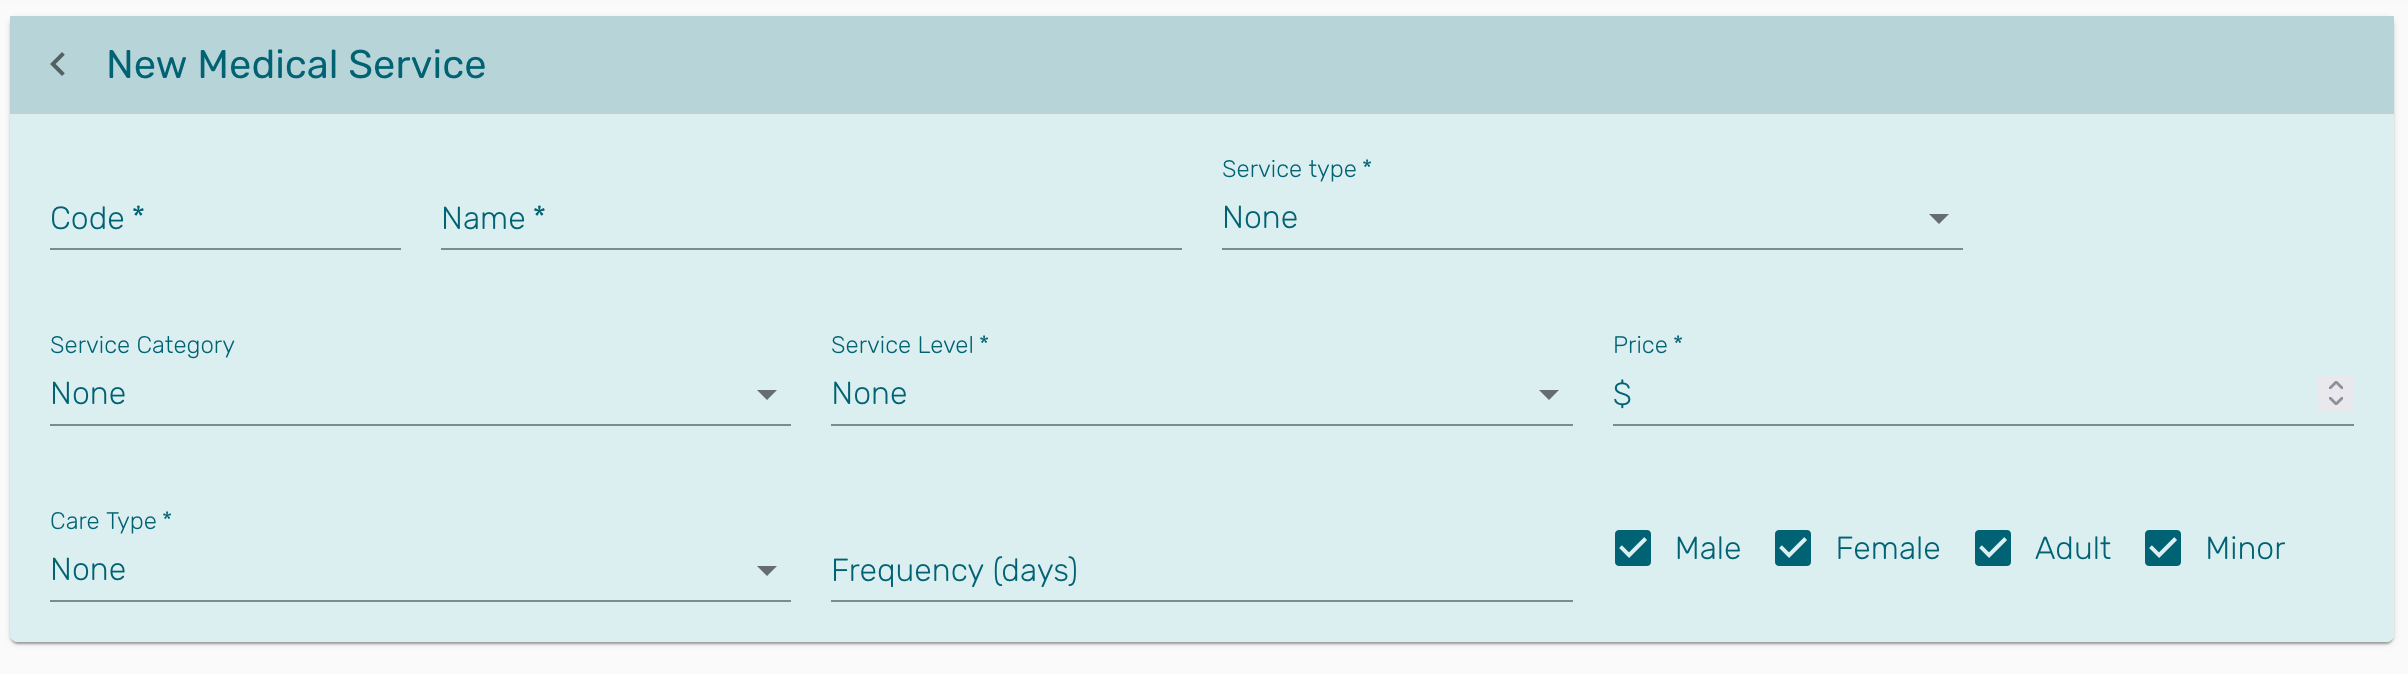 New Medical Service
Service type *
Code * Name * None
Service Category Service Level * Price *
None None $
Care Type *
None Frequency (days) Male Female Adult Minor